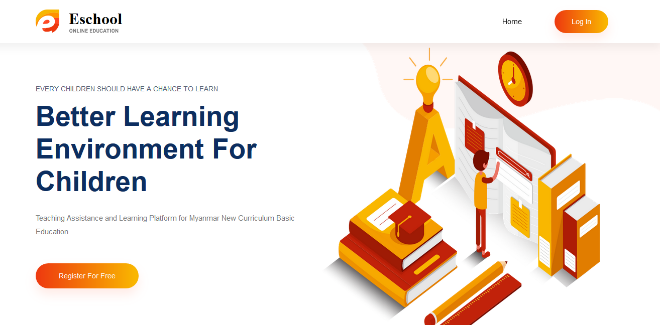 Eschool
ONLINE EDUCATION
Home
Log In
EVERY CHILDREN SHOULD HAVE A CHANCE TO LEARN
Better Learning
Environment For
Children
Teaching Assistance and Learning Platform for Myanmar New Curriculum Basic
Education
Register For Free
A